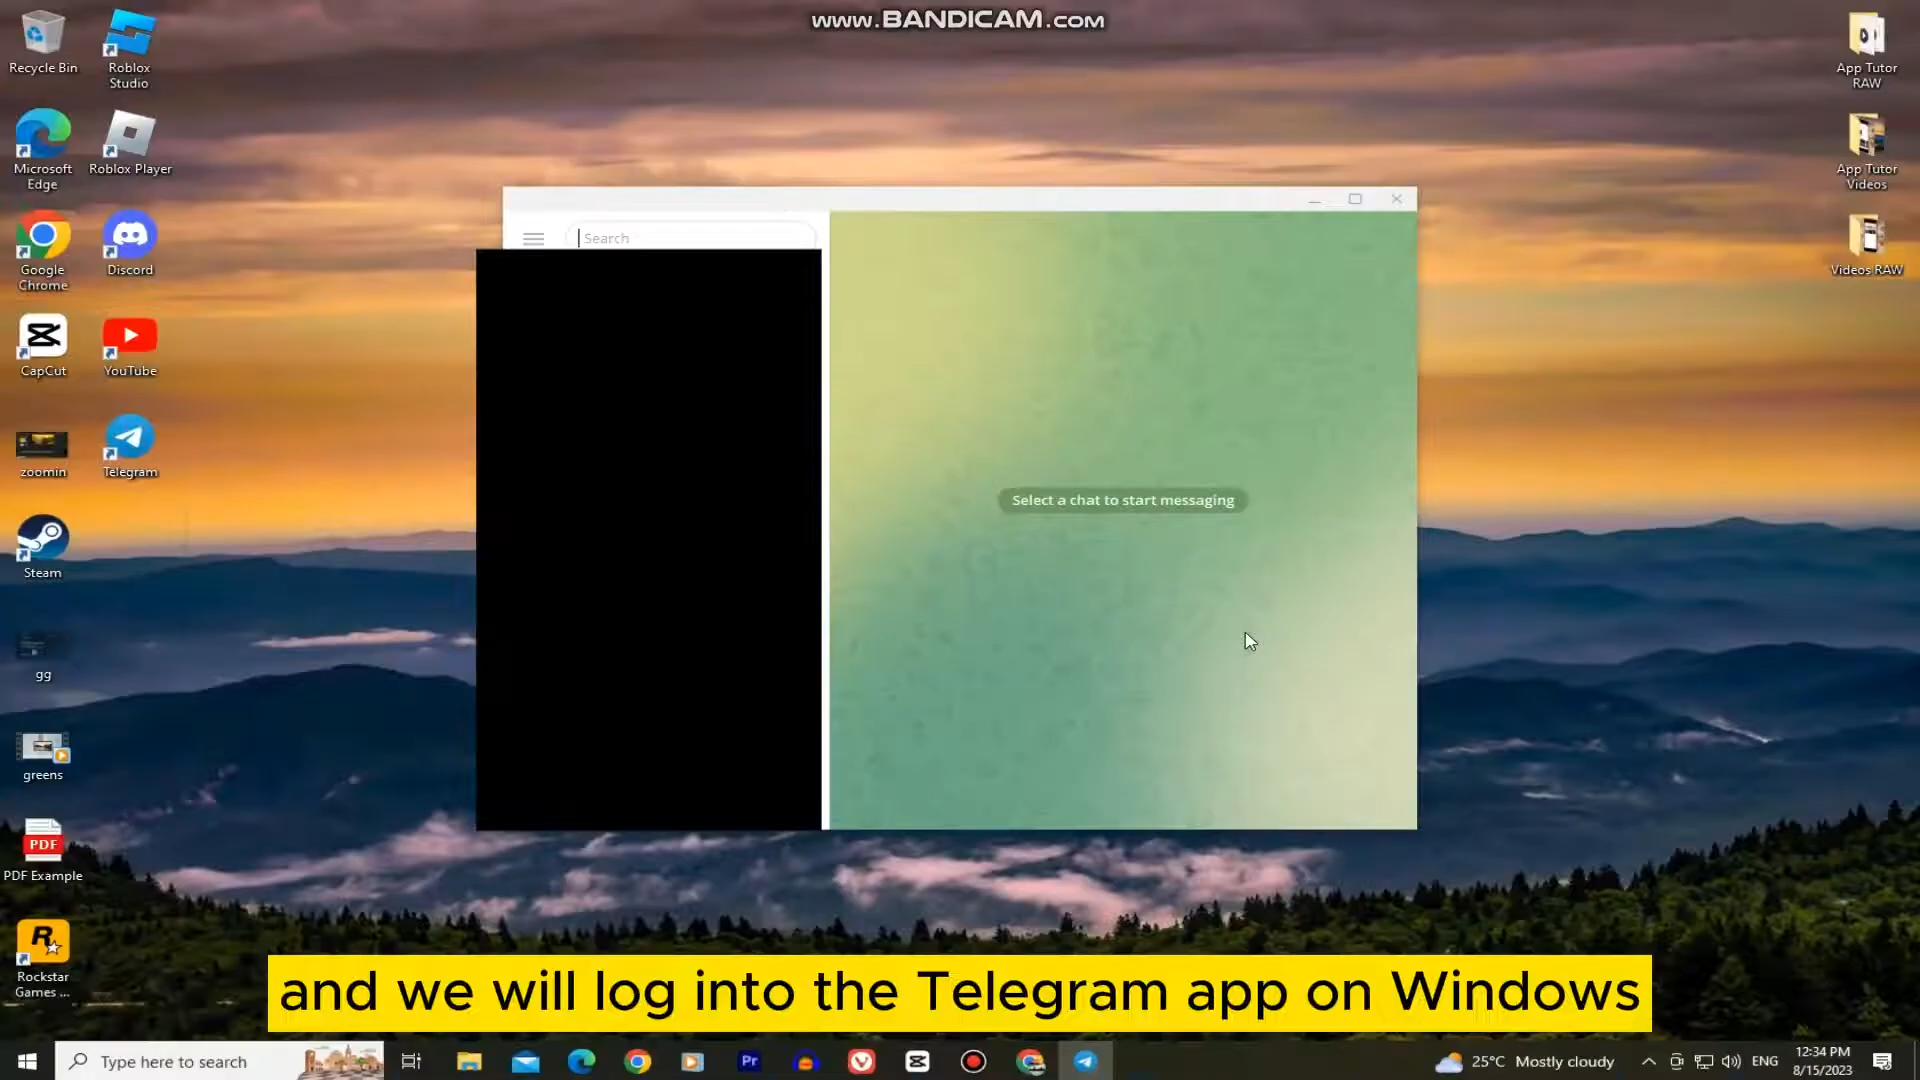 www.BANDICAM.com
Recycle Bin
Roblox
Studio
Microsoft
Edge
Roblox Player
Google
Chrome
Discord
CapCut
YouTube
zoomin
Telegram
Steam
gg
greens
PDF
PDF Example
Rockstar
Games ...
App Tutor
RAW
App Tutor
Videos
Videos RAW
Search
Select a chat to start messaging
and we will log into the Telegram app on Windows
Type here to search
Pr
25°C Mostly cloudy
ENG
12:34 PM
8/15/2023